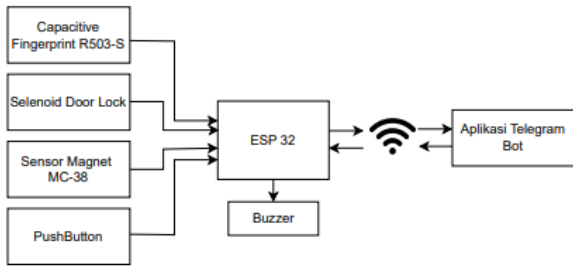 Capacitive
Fingerprint R503-S
Selenoid Door Lock
Sensor Magnet
MC-38
PushButton
ESP 32
Buzzer
Aplikasi Telegram
Bot